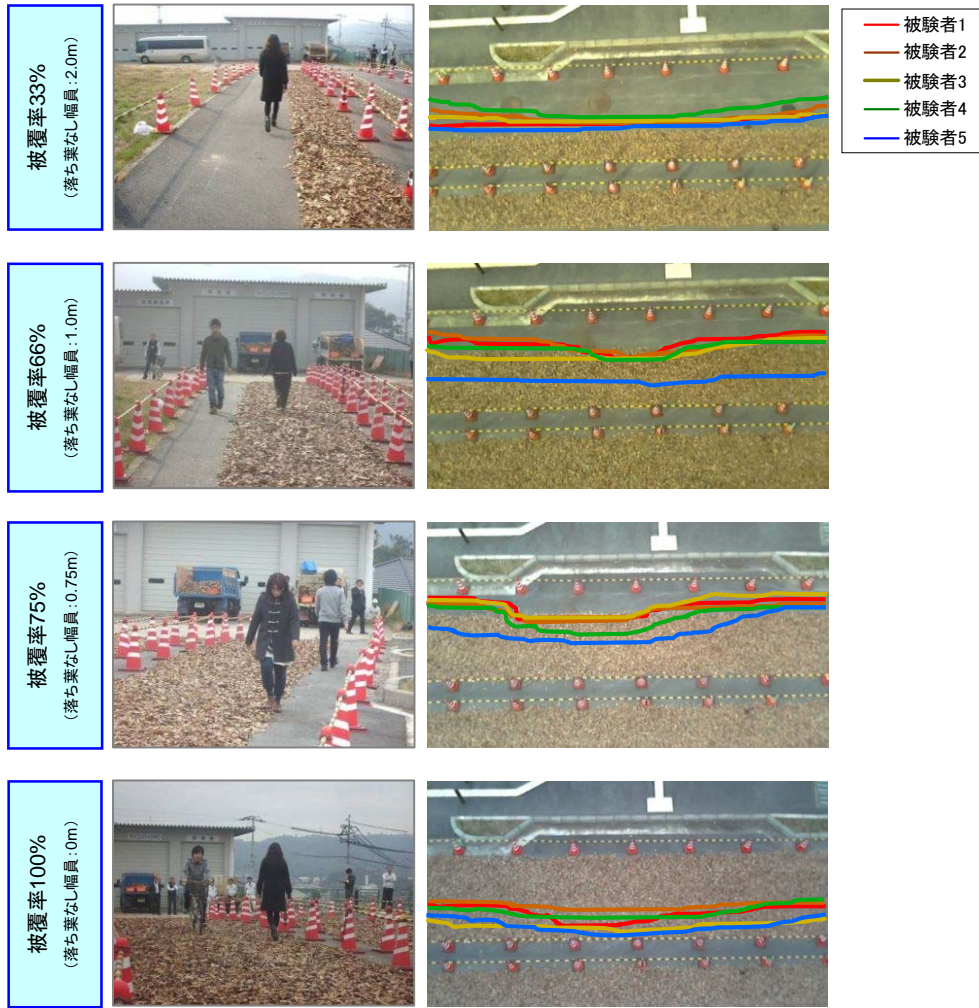 被覆率33%
（落ち葉なし幅員：2.0m）
被験者1
被験者2
被験者3
被験者4
被験者5
被覆率66%
（落ち葉なし幅員：1.0m）
被覆率75%
（落ち葉なし幅員：0.75m）
被覆率100%
（落ち葉なし幅員：0m）